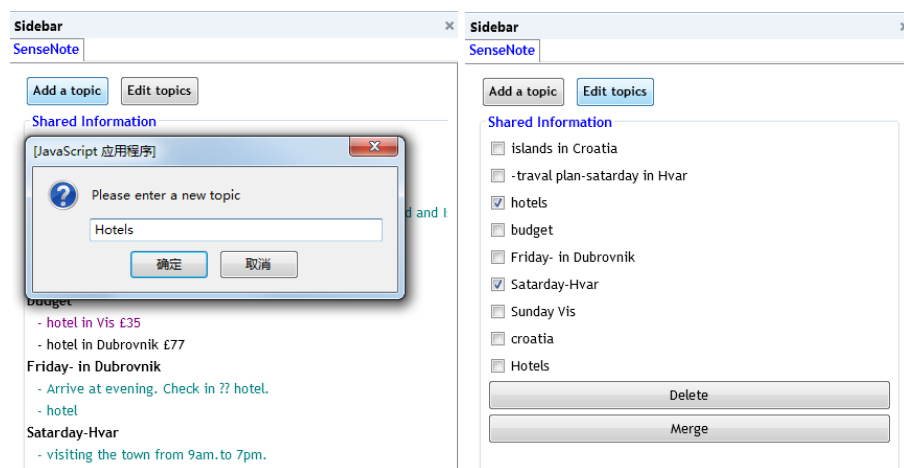 Sidebar
SenseNote
Add a topic Edit topics
Shared Information
[JavaScript 应用程序]
Please enter a new topic
d and I
Hotels
确定 取消
Budget
- hotel in Vis £35
- hotel in Dubrovnik £77
Friday- in Dubrovnik
- Arrive at evening. Check in ?? hotel.
- hotel
Satarday-Hvar
- visiting the town from 9am.to 7pm.
Sidebar
SenseNote
Add a topic Edit topics
Shared Information
islands in Croatia
-traval plan-satarday in Hvar
hotels
budget
Friday- in Dubrovnik
Satarday-Hvar
Sunday Vis
croatia
Hotels
Delete
Merge